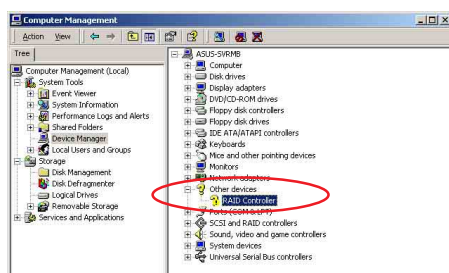 Computer Management
Action View
Tree
Computer Management (Local)
System Tools
Event Viewer
System Information
Performance Logs and Alerts
Shared Folders
Device Manager
Local Users and Groups
Storage
Disk Management
Disk Defragmenter
Logical Drives
Removable Storage
Services and Applications
ASUS-SVRMB
Computer
Disk drives
Display adapters
DVD/CD-ROM drives
Floppy disk controllers
Floppy disk drives
IDE ATA/ATAPI controllers
Keyboards
Mice and other pointing devices
Monitors
Network adapters
Other devices
RAID Controller
Ports (COM & LPT)
SCSI and RAID controllers
Sound, video and game controllers
System devices
Universal Serial Bus controllers